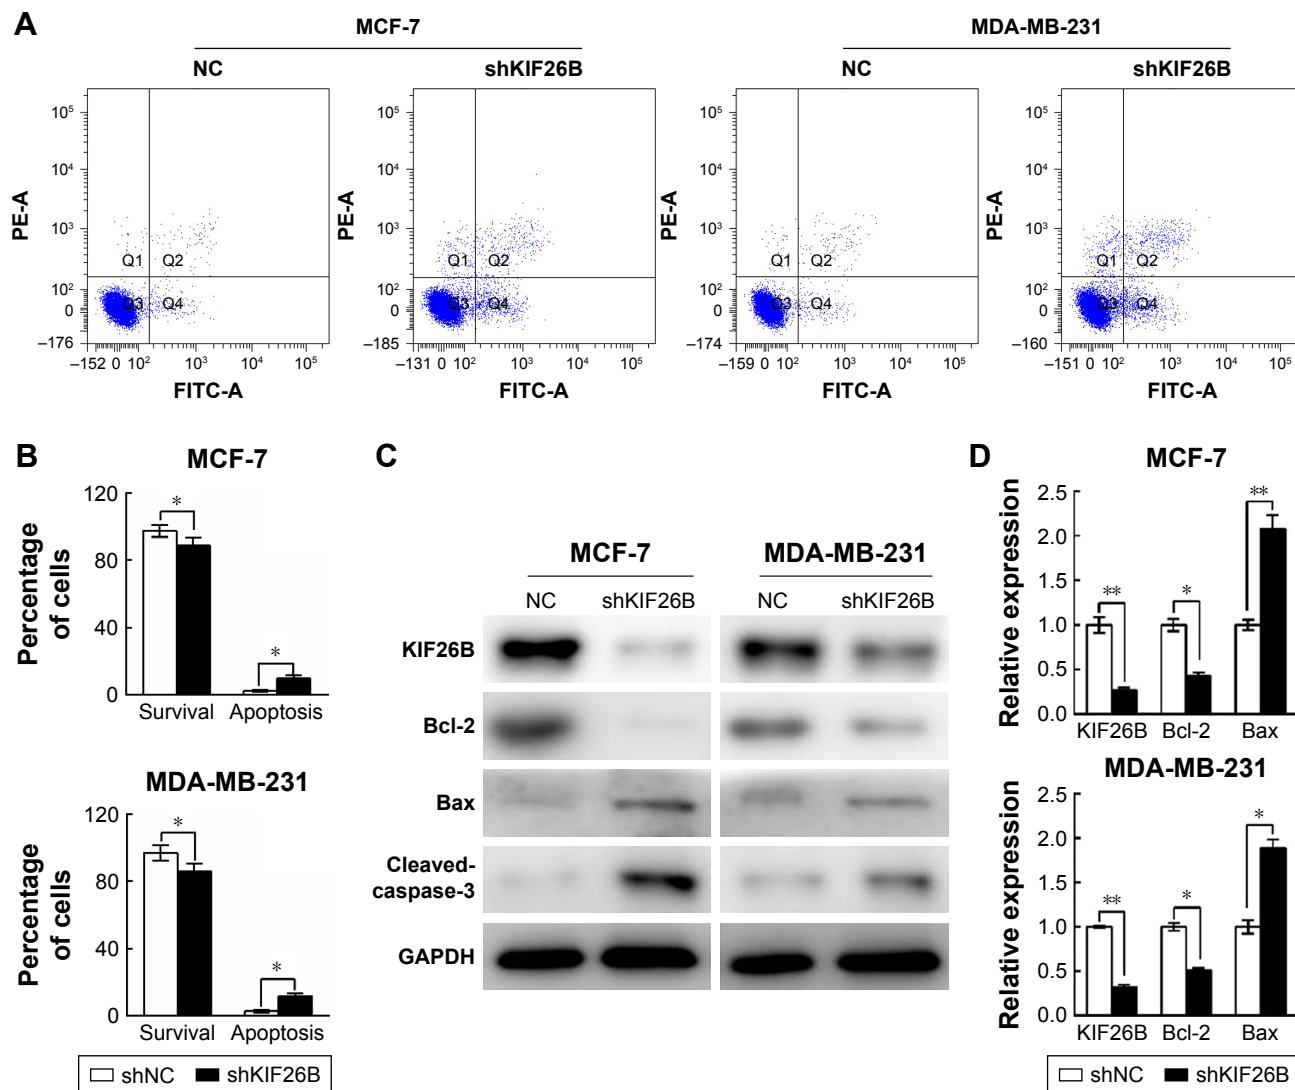 A
MCF-7
MDA-MB-231
NC
shKIF26B
NC
shKIF26B
PE-A
10⁵
10⁴
10³
10²
0
–176
Q1
Q2
Q3
Q4
–152 0 10² 10³ 10⁴ 10⁵
FITC-A
PE-A
10⁵
10⁴
10³
10²
0
–185
Q1
Q2
Q3
Q4
–131 0 10² 10³ 10⁴ 10⁵
FITC-A
PE-A
10⁵
10⁴
10³
10²
0
–174
Q1
Q2
Q3
Q4
–159 0 10² 10³ 10⁴ 10⁵
FITC-A
PE-A
10⁵
10⁴
10³
10²
0
–160
Q1
Q2
Q3
Q4
–151 0 10² 10³ 10⁴ 10⁵
FITC-A
B
MCF-7
Percentage
of cells
120
80
40
0
*
*
Survival Apoptosis
MDA-MB-231
Percentage
of cells
120
80
40
0
*
*
Survival Apoptosis
shNC shKIF26B
C
MCF-7 MDA-MB-231
NC shKIF26B NC shKIF26B
KIF26B
Bcl-2
Bax
Cleaved-
caspase-3
GAPDH
D
MCF-7
Relative expression
2.5
2.0
1.5
1.0
0.5
0.0
**
*
**
KIF26B Bcl-2 Bax
MDA-MB-231
Relative expression
2.5
2.0
1.5
1.0
0.5
0.0
**
*
*
KIF26B Bcl-2 Bax
shNC shKIF26B